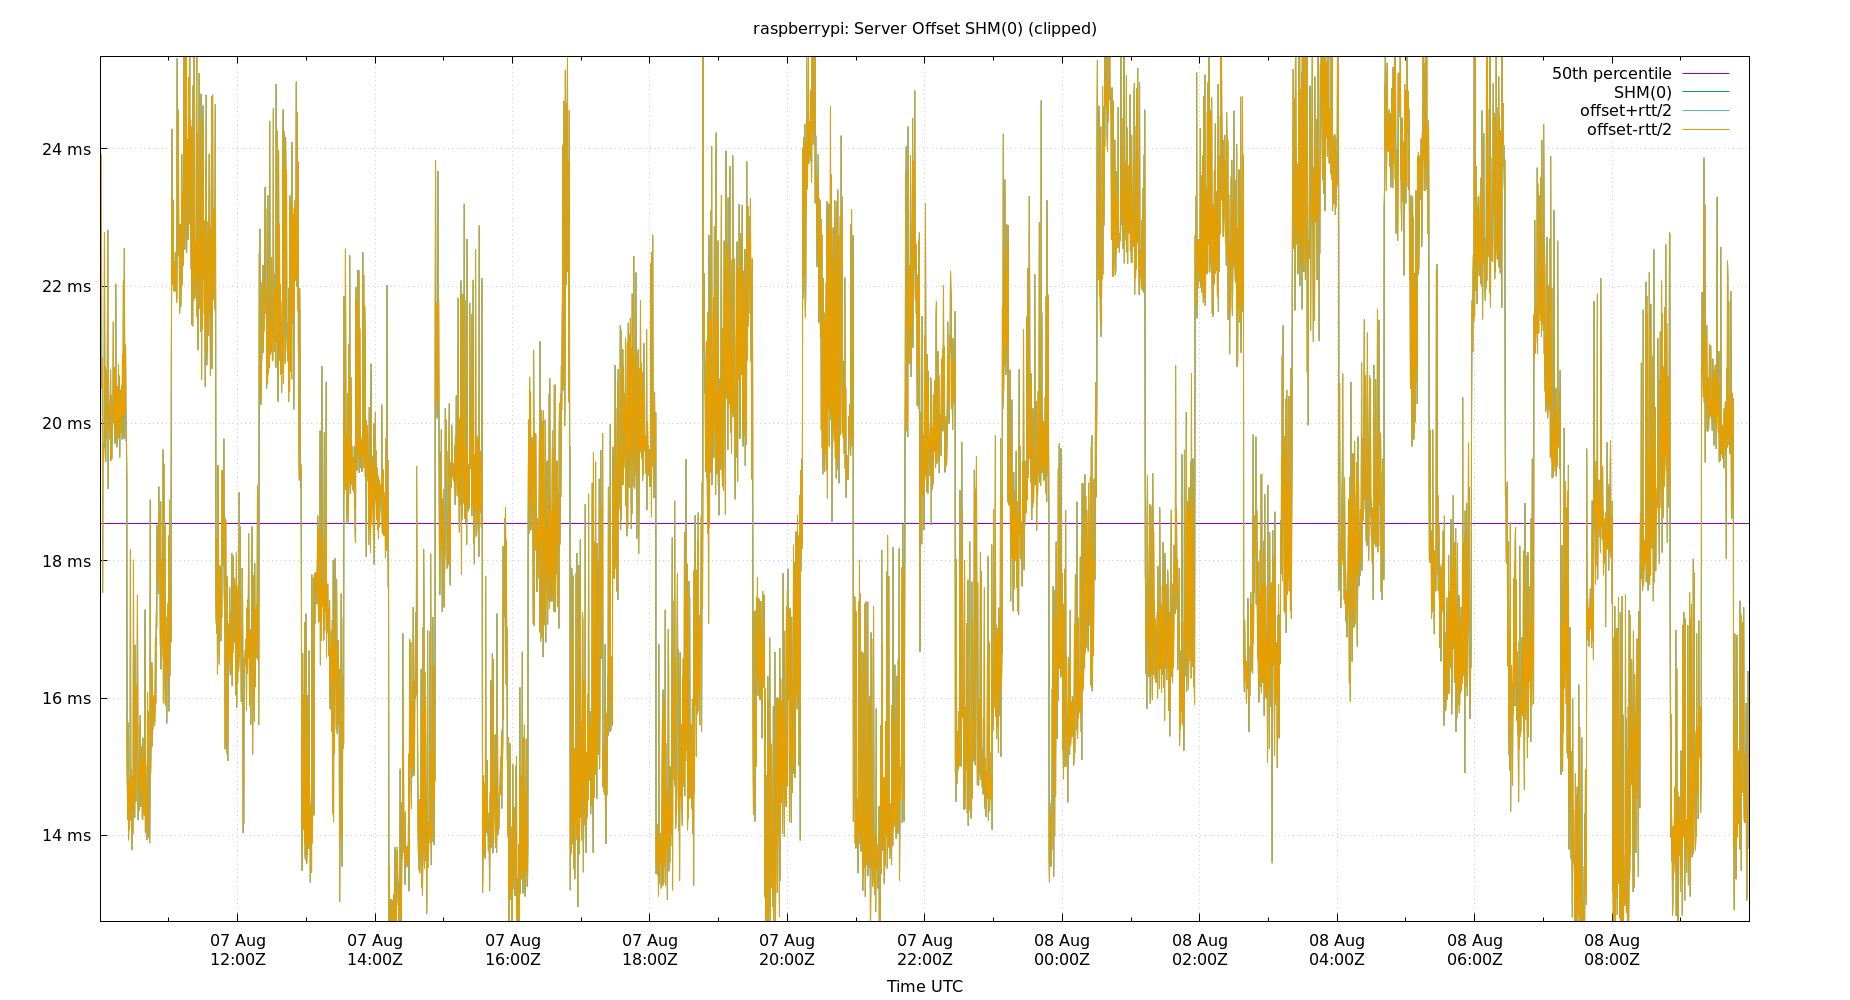 raspberrypi: Server Offset SHM(0) (clipped)
50th percentile
SHM(0)
offset+rtt/2
offset-rtt/2
24 ms
22 ms
20 ms
18 ms
16 ms
14 ms
07 Aug 07 Aug 07 Aug 07 Aug 07 Aug 07 Aug 08 Aug 08 Aug 08 Aug 08 Aug 08 Aug
12:00Z 14:00Z 16:00Z 18:00Z 20:00Z 22:00Z 00:00Z 02:00Z 04:00Z 06:00Z 08:00Z
Time UTC